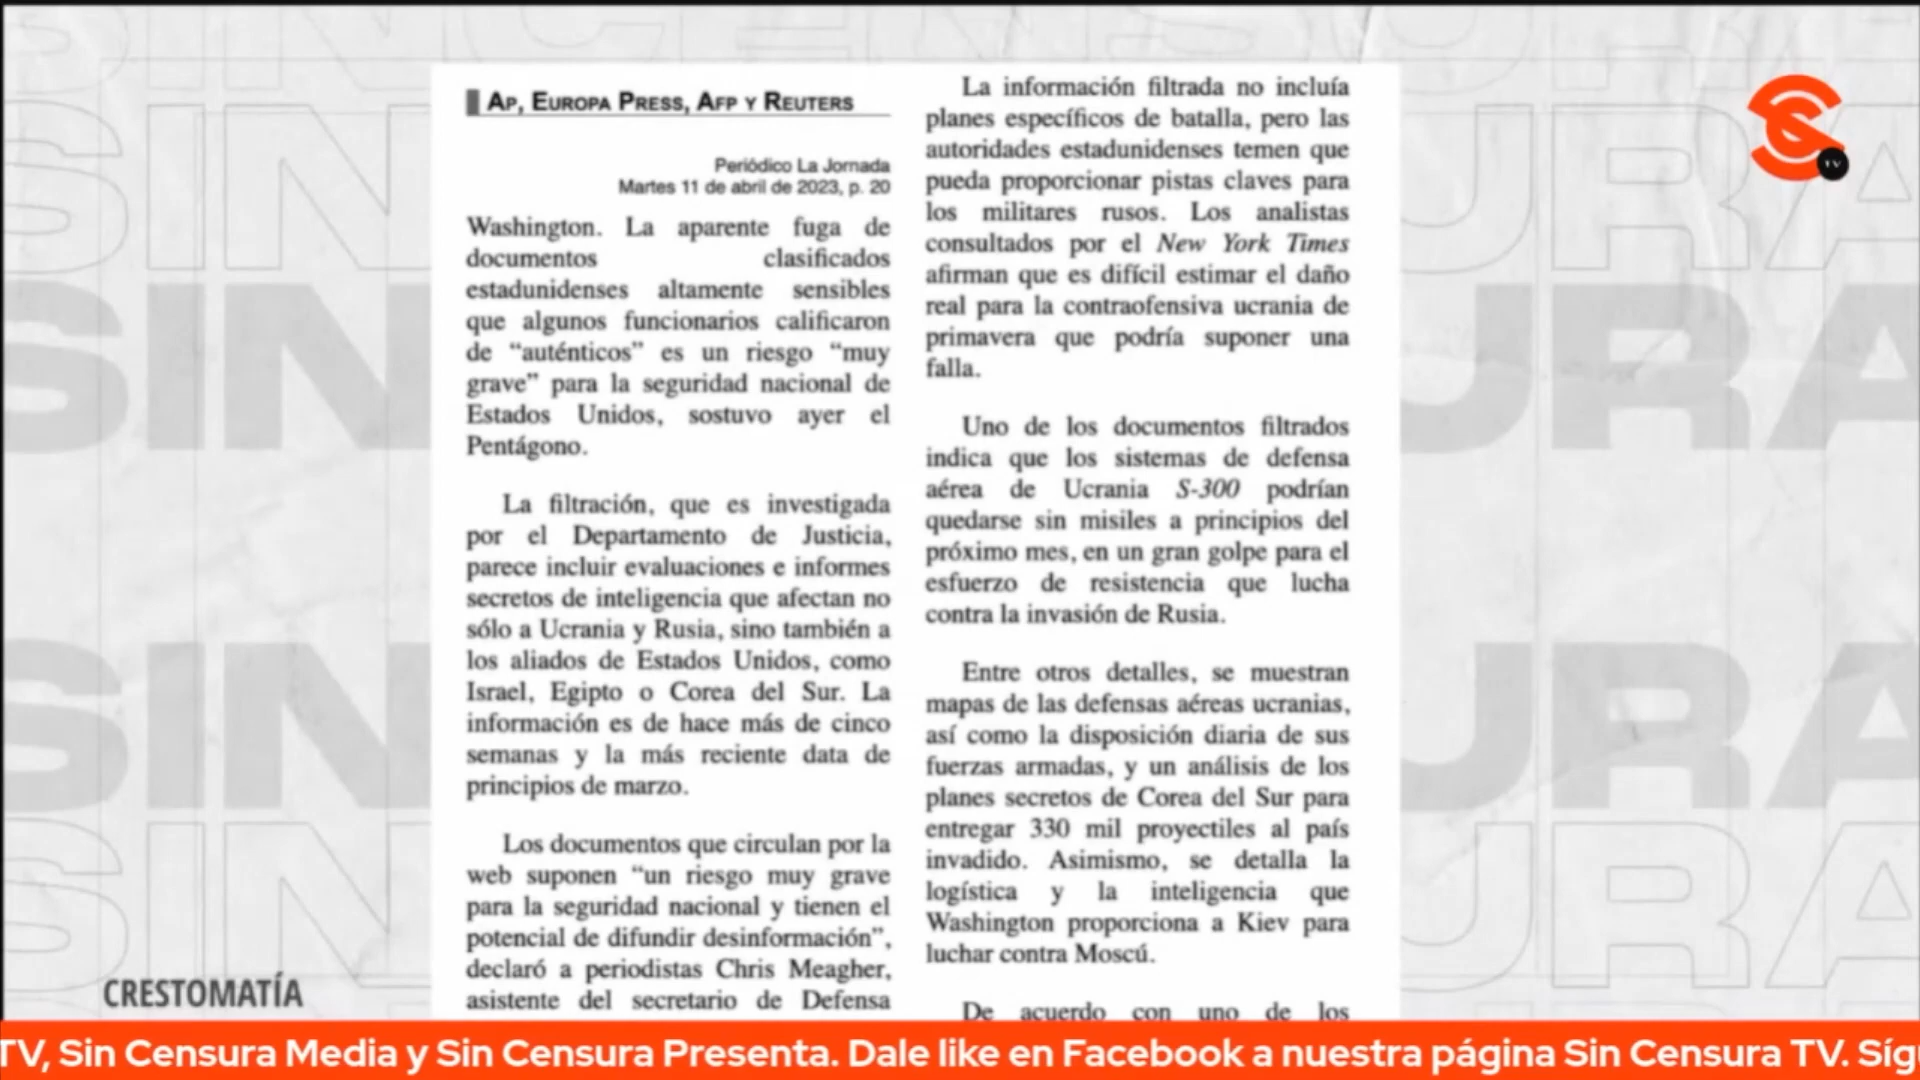 AP, EUROPA PRESS, AFP Y REUTERS
Periódico La Jornada
Martes 11 de abril de 2023, p. 20
Washington. La aparente fuga de
documentos clasificados
estadunidenses altamente sensibles
que algunos funcionarios calificaron
de “auténticos” es un riesgo “muy
grave” para la seguridad nacional de
Estados Unidos, sostuvo ayer el
Pentágono.
La filtración, que es investigada
por el Departamento de Justicia,
parece incluir evaluaciones e informes
secretos de inteligencia que afectan no
sólo a Ucrania y Rusia, sino también a
los aliados de Estados Unidos, como
Israel, Egipto o Corea del Sur. La
información es de hace más de cinco
semanas y la más reciente data de
principios de marzo.
Los documentos que circulan por la
web suponen “un riesgo muy grave
para la seguridad nacional y tienen el
potencial de difundir desinformación”,
declaró a periodistas Chris Meagher,
asistente del secretario de Defensa
La información filtrada no incluía
planes específicos de batalla, pero las
autoridades estadunidenses temen que
pueda proporcionar pistas claves para
los militares rusos. Los analistas
consultados por el New York Times
afirman que es difícil estimar el daño
real para la contraofensiva ucrania de
primavera que podría suponer una
falla.
Uno de los documentos filtrados
indica que los sistemas de defensa
aérea de Ucrania S-300 podrían
quedarse sin misiles a principios del
próximo mes, en un gran golpe para el
esfuerzo de resistencia que lucha
contra la invasión de Rusia.
Entre otros detalles, se muestran
mapas de las defensas aéreas ucranias,
así como la disposición diaria de sus
fuerzas armadas, y un análisis de los
planes secretos de Corea del Sur para
entregar 330 mil proyectiles al país
invadido. Asimismo, se detalla la
logística y la inteligencia que
Washington proporciona a Kiev para
luchar contra Moscú.
De acuerdo con uno de los
TV
SIN URA
SIN URA
SIN URA
SIN URA
CRESTOMATÍA
TV, Sin Censura Media y Sin Censura Presenta. Dale like en Facebook a nuestra página Sin Censura TV. Síg